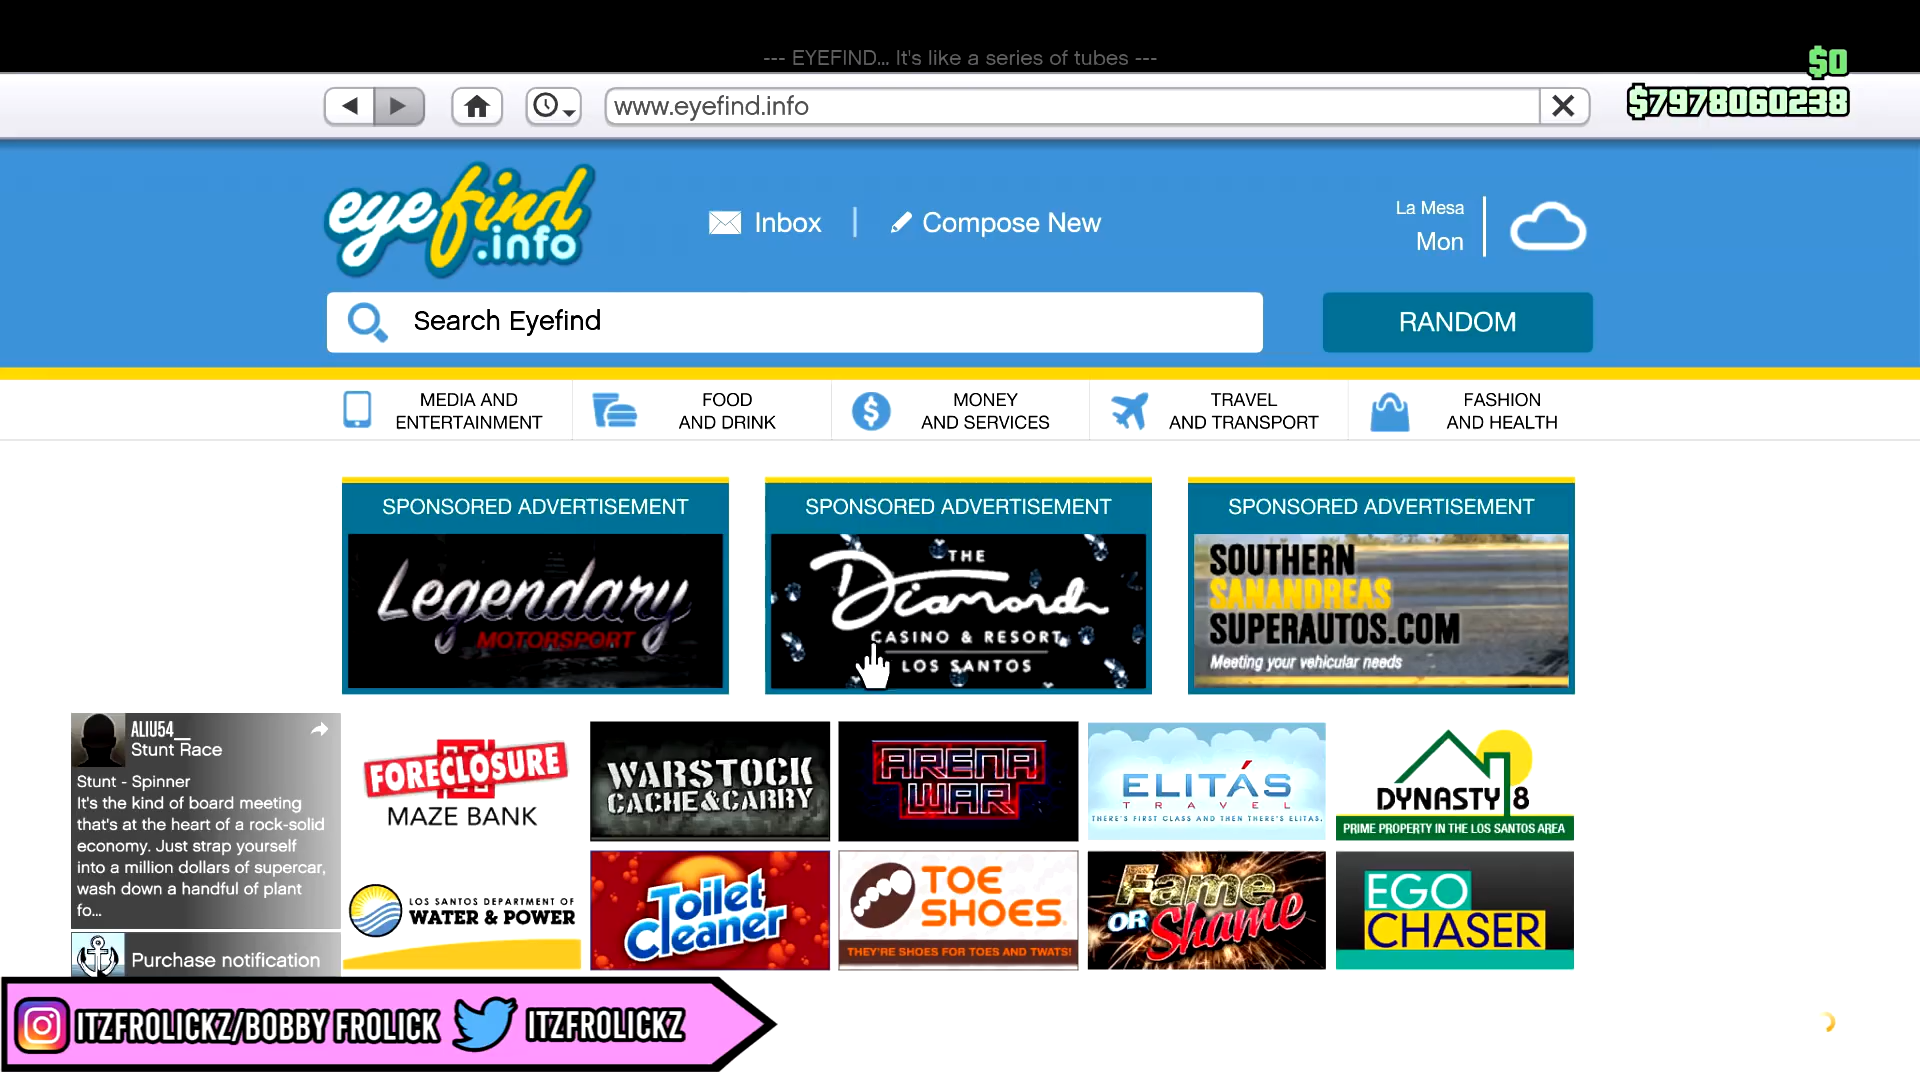 --- EYEFIND... It's like a series of tubes ---
$0
www.eyefind.info
$7978060238
eyefind
.info
Inbox
Compose New
La Mesa
Mon
Search Eyefind
RANDOM
MEDIA AND
ENTERTAINMENT
FOOD
AND DRINK
MONEY
AND SERVICES
TRAVEL
AND TRANSPORT
FASHION
AND HEALTH
SPONSORED ADVERTISEMENT
Legendary
MOTORSPORT
SPONSORED ADVERTISEMENT
THE
Diamond
CASINO & RESORT
LOS SANTOS
SPONSORED ADVERTISEMENT
SOUTHERN
SANANDREAS
SUPERAUTOS.COM
Meeting your vehicular needs
ALIU54__
Stunt Race
Stunt - Spinner
It's the kind of board meeting
that's at the heart of a rock-solid
economy. Just strap yourself
into a million dollars of supercar,
wash down a handful of plant
fo...
Purchase notification
FORECLOSURE
MAZE BANK
WARSTOCK
CACHE&CARRY
ARENA
WAR
ELITÁS
TRAVEL
THERE'S FIRST CLASS AND THEN THERE'S ELITAS.
DYNASTY 8
PRIME PROPERTY IN THE LOS SANTOS AREA
LOS SANTOS DEPARTMENT OF
WATER & POWER
Toilet
Cleaner
TOE
SHOES
THEY'RE SHOES FOR TOES AND TWATS!
Fame
OR Shame
EGO
CHASER
ITZFROLICKZ/BOBBY FROLICK
ITZFROLICKZ